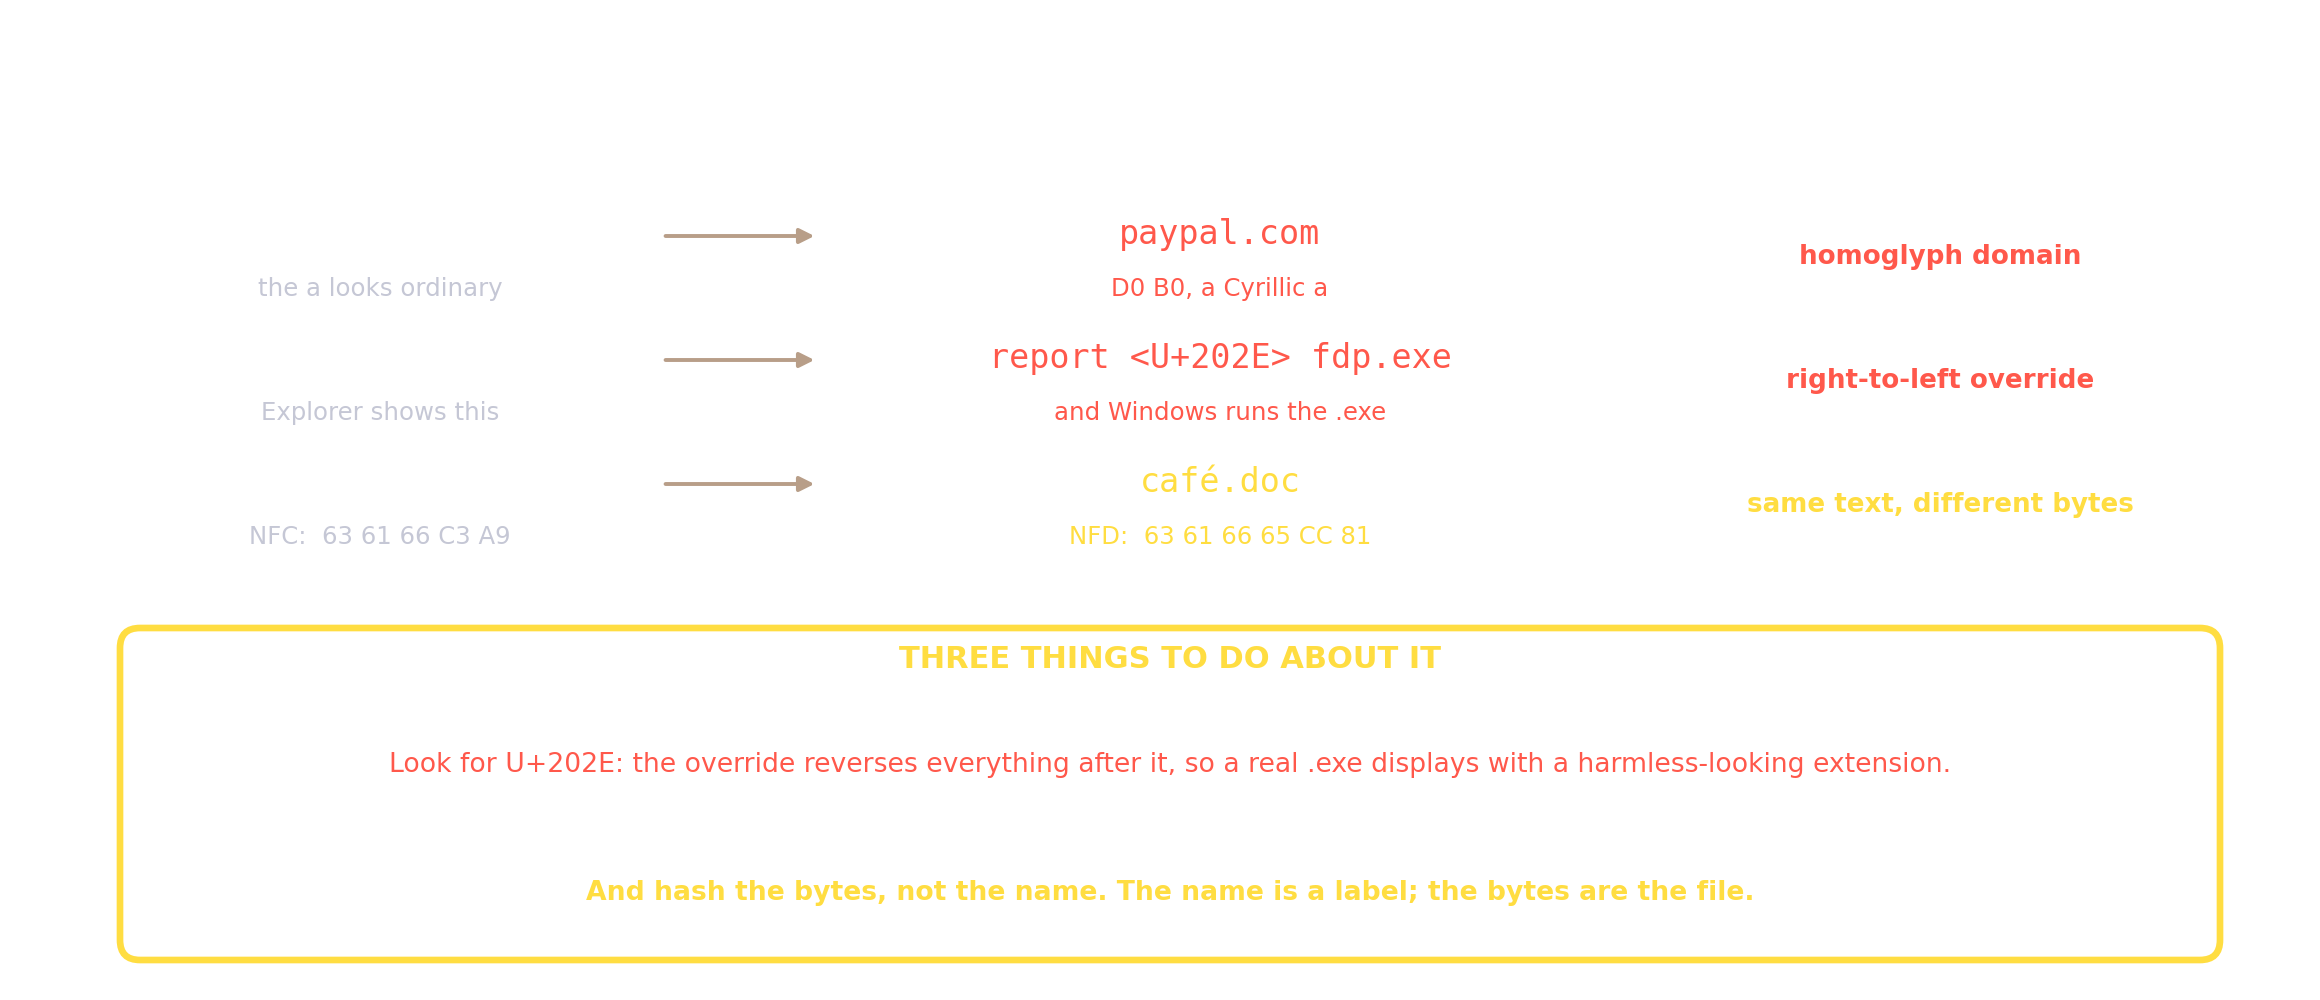 paypal.com
homoglyph domain
the a looks ordinary
D0 B0, a Cyrillic a
report <U+202E> fdp.exe
right-to-left override
Explorer shows this
and Windows runs the .exe
café.doc
same text, different bytes
NFC: 63 61 66 C3 A9
NFD: 63 61 66 65 CC 81
THREE THINGS TO DO ABOUT IT
Look for U+202E: the override reverses everything after it, so a real .exe displays with a harmless-looking extension.
And hash the bytes, not the name. The name is a label; the bytes are the file.